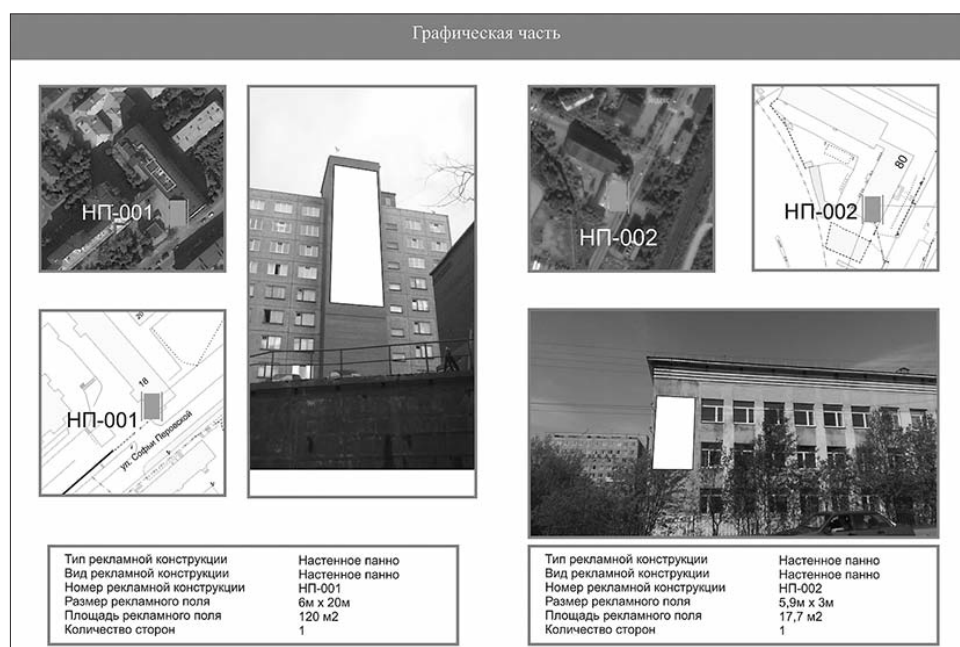 Графическая часть
НП-001
НП-002
80
НП-002
20
18
НП-001
ул. Софьи Перовской
Тип рекламной конструкции Настенное панно
Вид рекламной конструкции Настенное панно
Номер рекламной конструкции НП-001
Размер рекламного поля 6м х 20м
Площадь рекламного поля 120 м2
Количество сторон 1
Тип рекламной конструкции Настенное панно
Вид рекламной конструкции Настенное панно
Номер рекламной конструкции НП-002
Размер рекламного поля 5,9м х 3м
Площадь рекламного поля 17,7 м2
Количество сторон 1